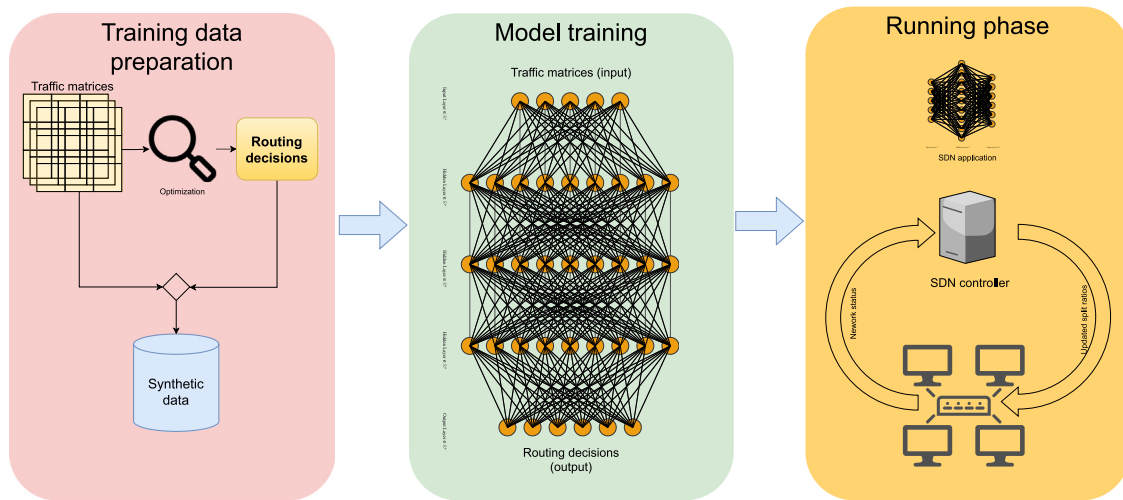 Training data
preparation
Traffic matrices
Optimization
Routing
decisions
Synthetic
data
Model training
Traffic matrices (input)
Routing decisions
(output)
Running phase
SDN application
SDN controller
Nework status
Updated split ratios